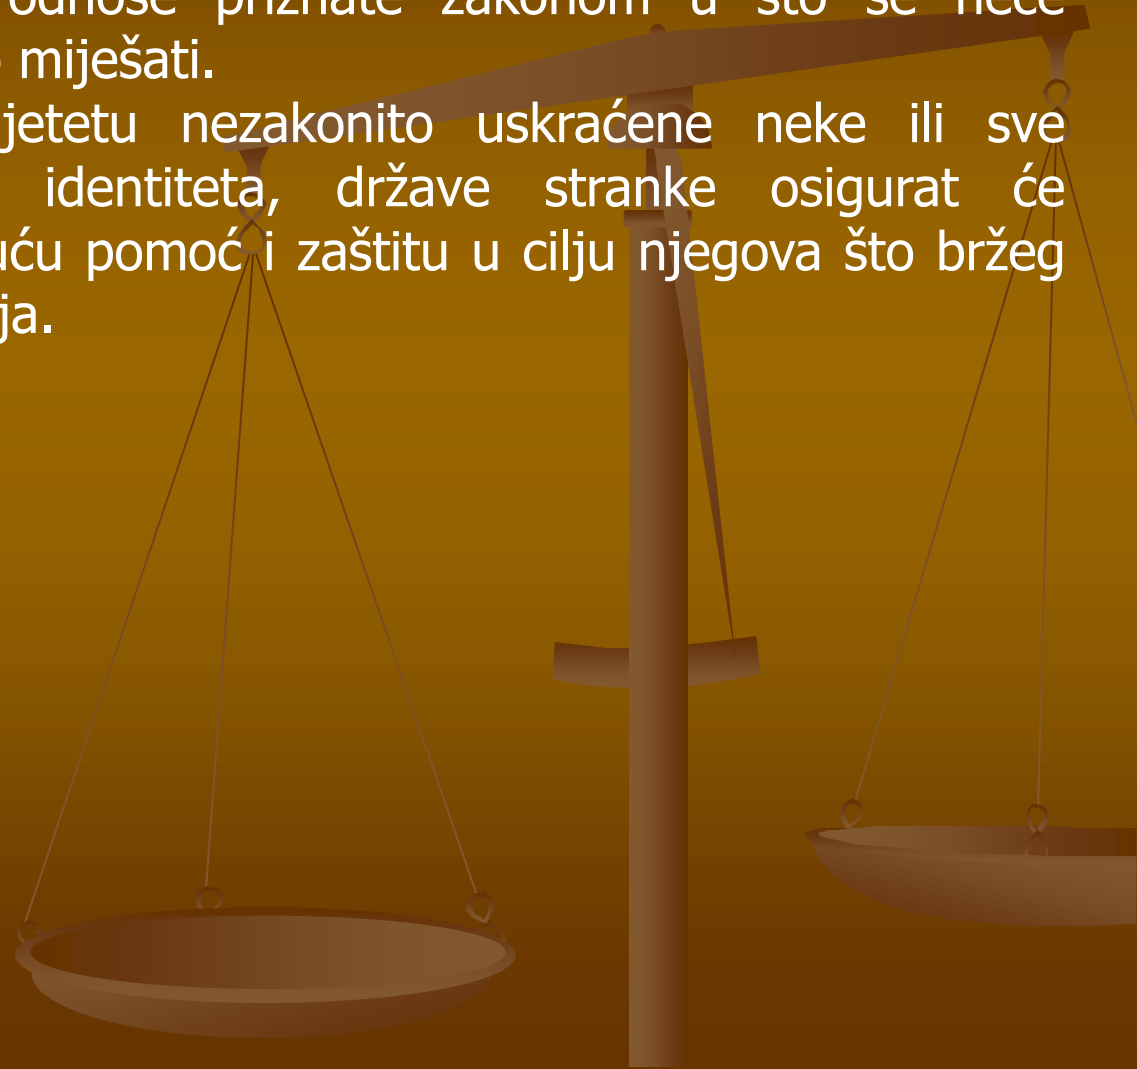 odnose priznate zakonom u što se neće
miješati.
jetetu nezakonito uskraćene neke ili sve
identiteta, države stranke osigurat će
uću pomoć i zaštitu u cilju njegova što bržeg
ja.